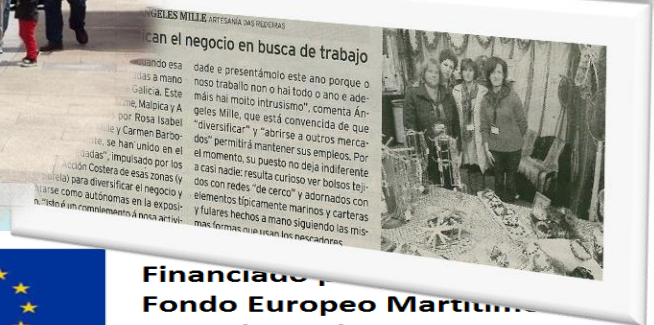 ÁNGELES MILLE ARTESANÍA DAS REDEIRAS
ican el negocio en busca de trabajo
uando esa
das a mano
Galicia. Este
me, Malpica y A
por Rosa Isabel
lle y Carmen Barbo-
nte, se han unido en el
dadas", impulsado por los
Acción Costera de esas zonas (y
para diversificar el negocio y
ntarse como autónomas en la exposi-
n. "Isto é un complemento á nosa activi-
dade e presentámolo este ano porque o
noso traballo non o hai todo o ano e ade-
máis hai moito intrusismo", comenta Án-
geles Mille, que está convencida de que
"diversificar" y "abrirse a outros merca-
dos" permitirá mantener sus empleos. Por
el momento, su puesto no deja indiferente
a casi nadie: resulta curioso ver bolsos teji-
dos con redes "de cerco" y adornados con
elementos típicamente marinos y carteras
y fulares hechos a mano siguiendo las mis-
mas formas que usan los pescadores
Financiado
Fondo Europeo Marítimo